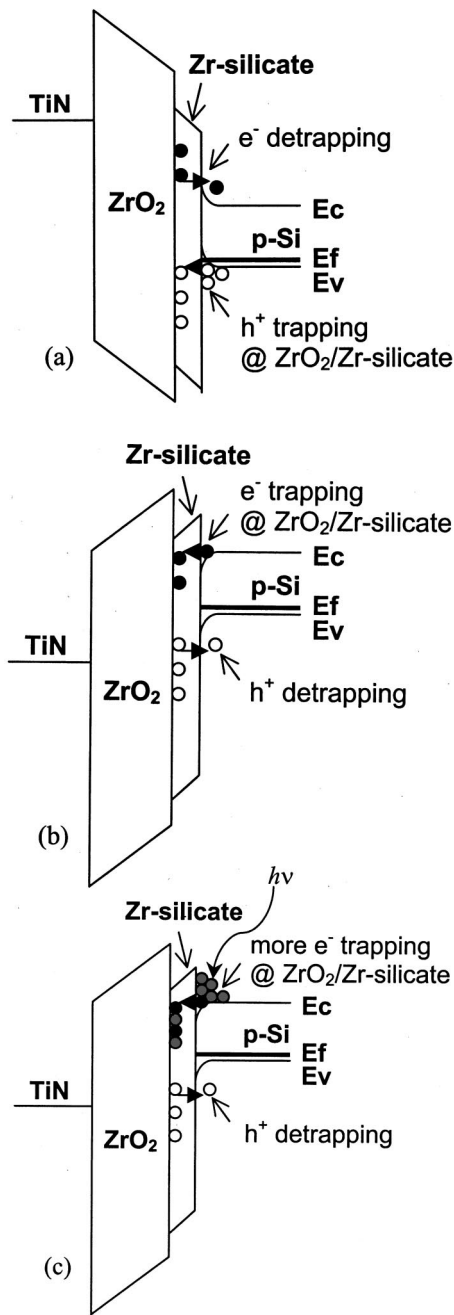 Zr-silicate
TiN
e⁻ detrapping
ZrO₂
Ec
p-Si
Ef
Ev
h⁺ trapping
@ ZrO₂/Zr-silicate
(a)
Zr-silicate
e⁻ trapping
@ ZrO₂/Zr-silicate
Ec
p-Si
Ef
Ev
TiN
ZrO₂
h⁺ detrapping
(b)
hν
Zr-silicate
more e⁻ trapping
@ ZrO₂/Zr-silicate
Ec
p-Si
Ef
Ev
TiN
ZrO₂
h⁺ detrapping
(c)